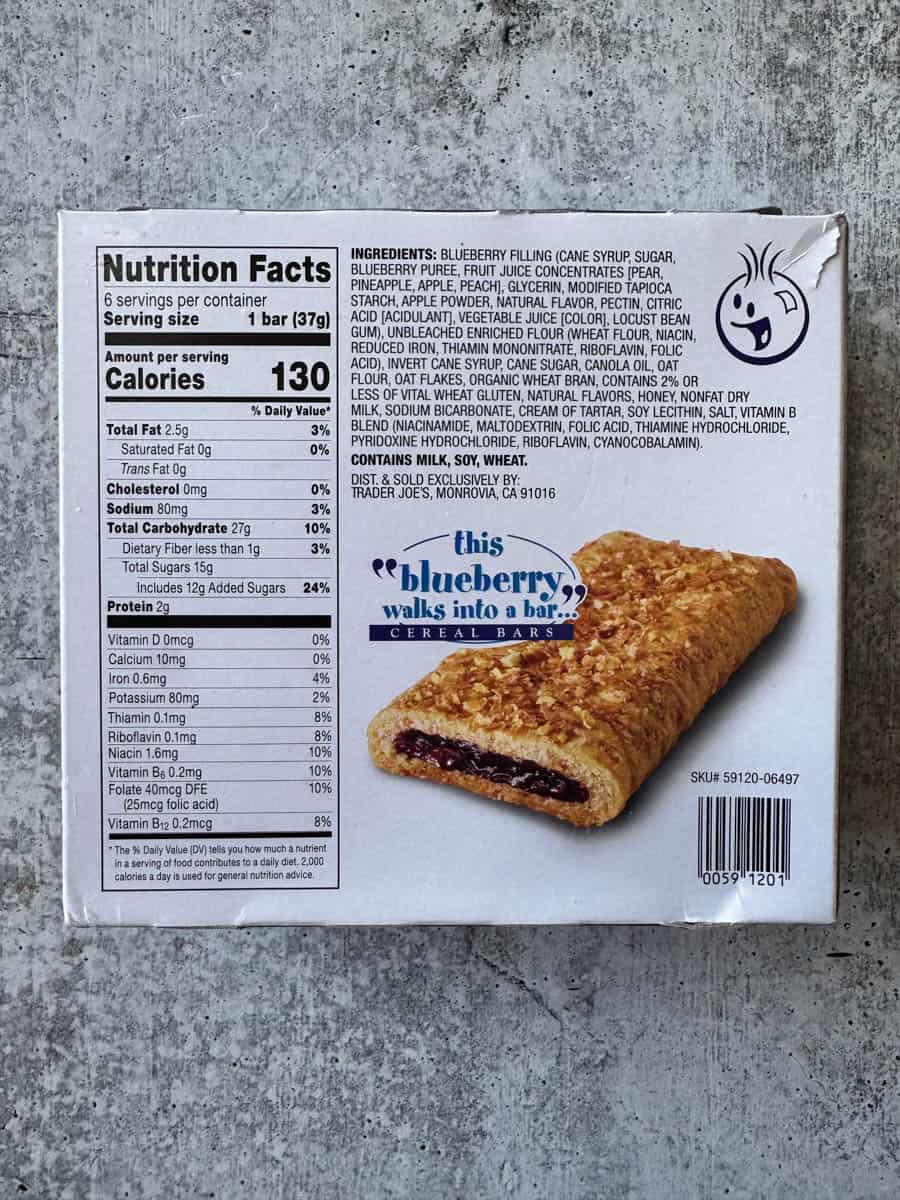 Nutrition Facts
6 servings per container
Serving size 1 bar (37g)
Amount per serving
Calories 130
% Daily Value*
Total Fat 2.5g 3%
Saturated Fat 0g 0%
Trans Fat 0g
Cholesterol 0mg 0%
Sodium 80mg 3%
Total Carbohydrate 27g 10%
Dietary Fiber less than 1g 3%
Total Sugars 15g
Includes 12g Added Sugars 24%
Protein 2g
Vitamin D 0mcg 0%
Calcium 10mg 0%
Iron 0.6mg 4%
Potassium 80mg 2%
Thiamin 0.1mg 8%
Riboflavin 0.1mg 8%
Niacin 1.6mg 10%
Vitamin B6 0.2mg 10%
Folate 40mcg DFE 10%
(25mcg folic acid)
Vitamin B12 0.2mcg 8%
* The % Daily Value (DV) tells you how much a nutrient
in a serving of food contributes to a daily diet. 2,000
calories a day is used for general nutrition advice.
INGREDIENTS: BLUEBERRY FILLING (CANE SYRUP, SUGAR,
BLUEBERRY PUREE, FRUIT JUICE CONCENTRATES [PEAR,
PINEAPPLE, APPLE, PEACH], GLYCERIN, MODIFIED TAPIOCA
STARCH, APPLE POWDER, NATURAL FLAVOR, PECTIN, CITRIC
ACID [ACIDULANT], VEGETABLE JUICE [COLOR], LOCUST BEAN
GUM), UNBLEACHED ENRICHED FLOUR (WHEAT FLOUR, NIACIN,
REDUCED IRON, THIAMIN MONONITRATE, RIBOFLAVIN, FOLIC
ACID), INVERT CANE SYRUP, CANE SUGAR, CANOLA OIL, OAT
FLOUR, OAT FLAKES, ORGANIC WHEAT BRAN, CONTAINS 2% OR
LESS OF VITAL WHEAT GLUTEN, NATURAL FLAVORS, HONEY, NONFAT DRY
MILK, SODIUM BICARBONATE, CREAM OF TARTAR, SOY LECITHIN, SALT, VITAMIN B
BLEND (NIACINAMIDE, MALTODEXTRIN, FOLIC ACID, THIAMINE HYDROCHLORIDE,
PYRIDOXINE HYDROCHLORIDE, RIBOFLAVIN, CYANOCOBALAMIN).
CONTAINS MILK, SOY, WHEAT.
DIST. & SOLD EXCLUSIVELY BY:
TRADER JOE'S, MONROVIA, CA 91016
this
"blueberry"
walks into a bar...
CEREAL BARS
SKU# 59120-06497
0059 1201